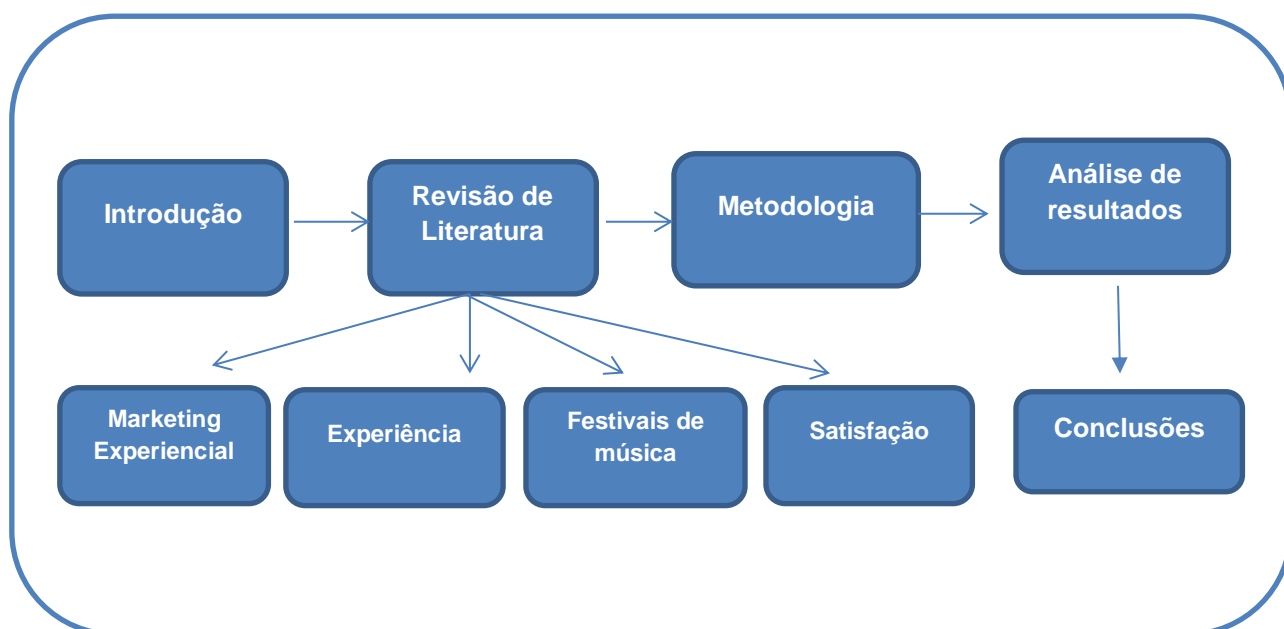 Introdução
Revisão de
Literatura
Metodologia
Análise de
resultados
Marketing
Experiencial
Experiência
Festivais de
música
Satisfação
Conclusões